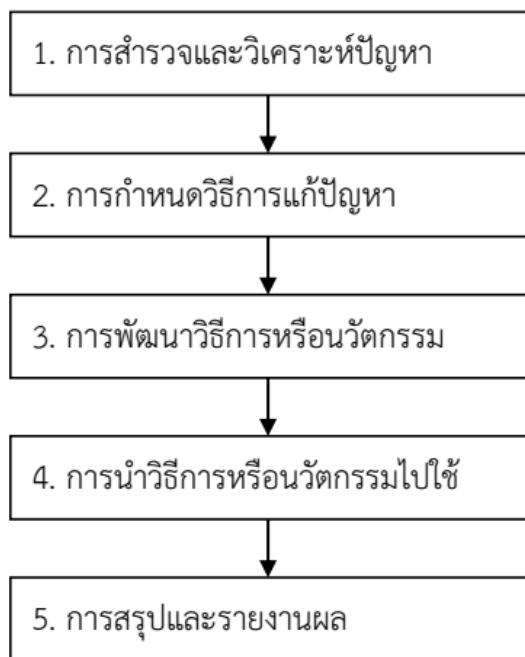 1. การสำรวจและวิเคราะห์ปัญหา
2. การกำหนดวิธีการแก้ปัญหา
3. การพัฒนาวิธีการหรือนวัตกรรม
4. การนำวิธีการหรือนวัตกรรมไปใช้
5. การสรุปและรายงานผล